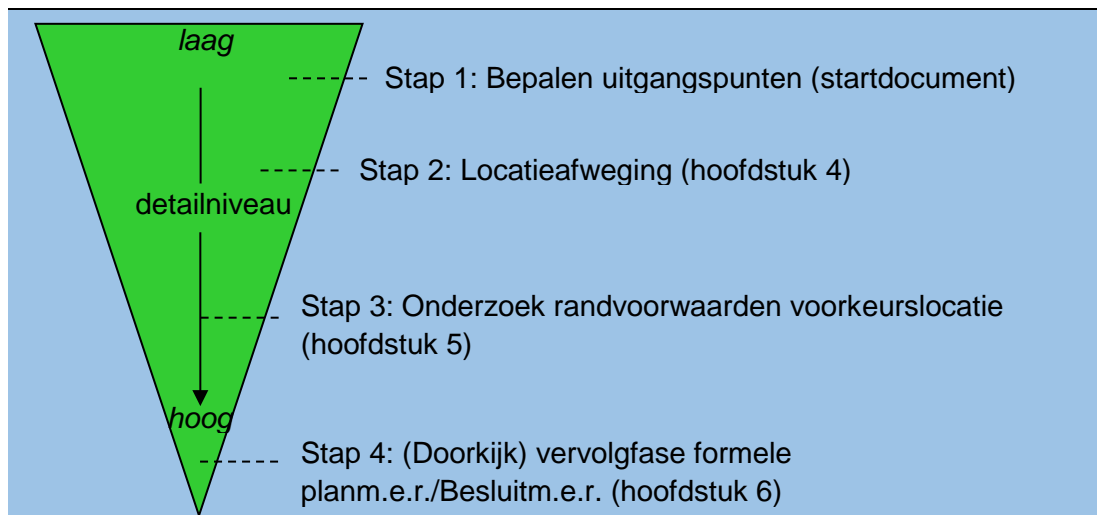 laag
Stap 1: Bepalen uitgangspunten (startdocument)
Stap 2: Locatieafweging (hoofdstuk 4)
detailniveau
Stap 3: Onderzoek randvoorwaarden voorkeurslocatie
(hoofdstuk 5)
hoog
Stap 4: (Doorkijk) vervolgfase formele
planm.e.r./Besluitm.e.r. (hoofdstuk 6)